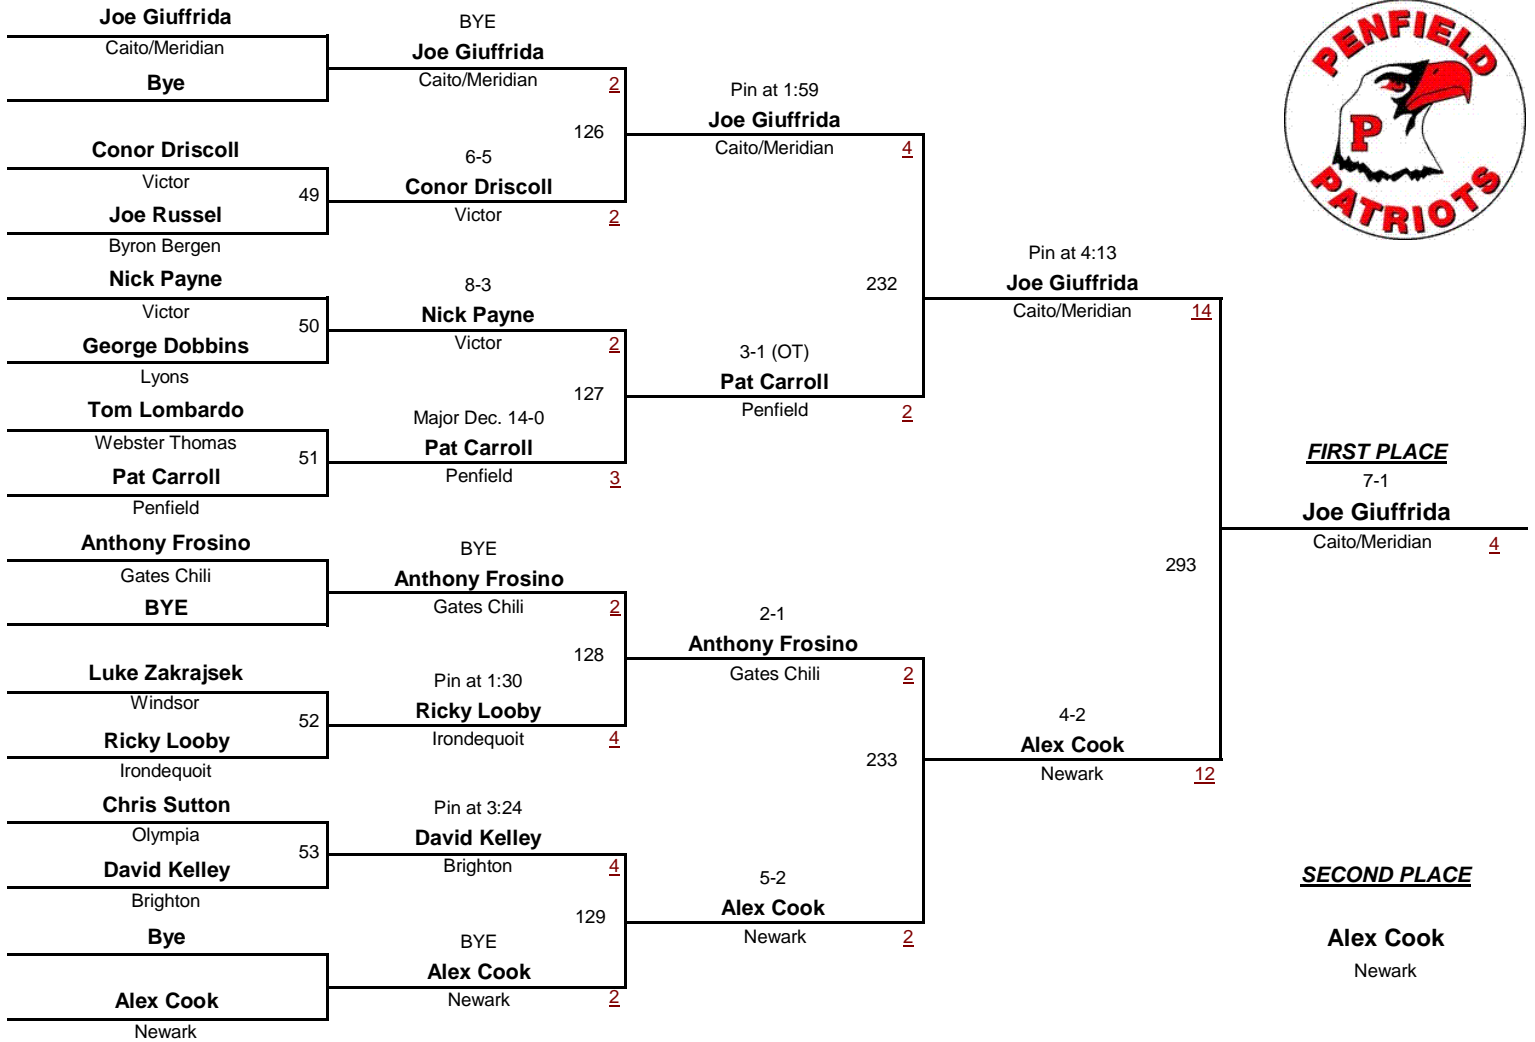 Joe Giuffrida
Caito/Meridian
Bye
Conor Driscoll
Victor
49
Joe Russel
Byron Bergen
Nick Payne
Victor
50
George Dobbins
Lyons
Tom Lombardo
Webster Thomas
51
Pat Carroll
Penfield
Anthony Frosino
Gates Chili
BYE
Luke Zakrajsek
Windsor
52
Ricky Looby
Irondequoit
Chris Sutton
Olympia
53
David Kelley
Brighton
Bye
Alex Cook
Newark
BYE
Joe Giuffrida
Caito/Meridian
2
126
6-5
Conor Driscoll
Victor
2
8-3
Nick Payne
Victor
2
127
Major Dec. 14-0
Pat Carroll
Penfield
3
BYE
Anthony Frosino
Gates Chili
2
128
Pin at 1:30
Ricky Looby
Irondequoit
4
Pin at 3:24
David Kelley
Brighton
4
129
BYE
Alex Cook
Newark
2
Pin at 1:59
Joe Giuffrida
Caito/Meridian
4
232
3-1 (OT)
Pat Carroll
Penfield
2
2-1
Anthony Frosino
Gates Chili
2
233
5-2
Alex Cook
Newark
2
Pin at 4:13
Joe Giuffrida
Caito/Meridian
14
293
4-2
Alex Cook
Newark
12
PENFIELD
P
PATRIOTS
FIRST PLACE
7-1
Joe Giuffrida
Caito/Meridian
4
SECOND PLACE
Alex Cook
Newark